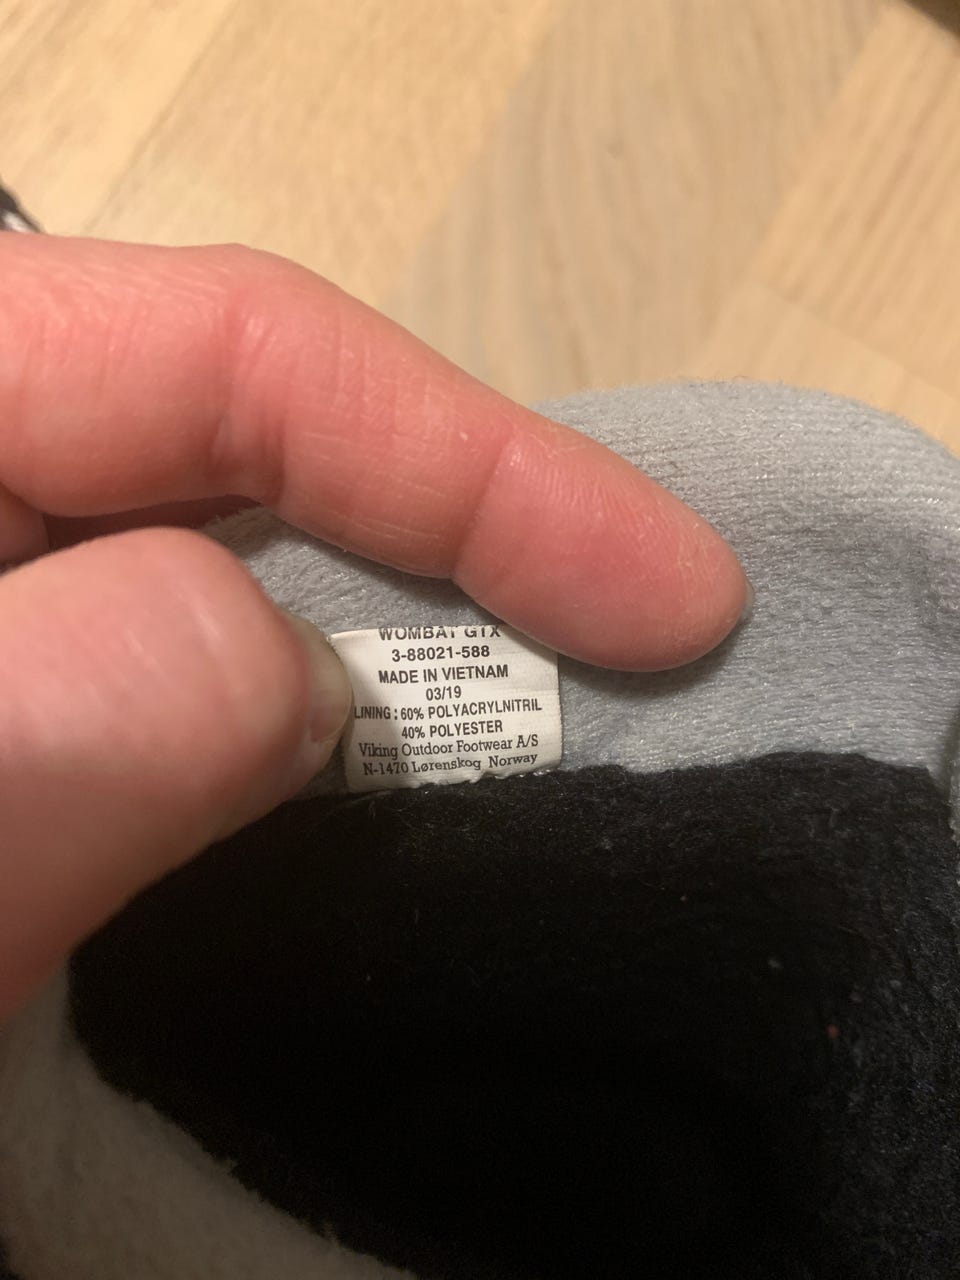 WOMBAT GTX
3-88021-588
MADE IN VIETNAM
03/19
LINING : 60% POLYACRYLNITRIL
40% POLYESTER
Viking Outdoor Footwear A/S
N-1470 Lørenskog Norway